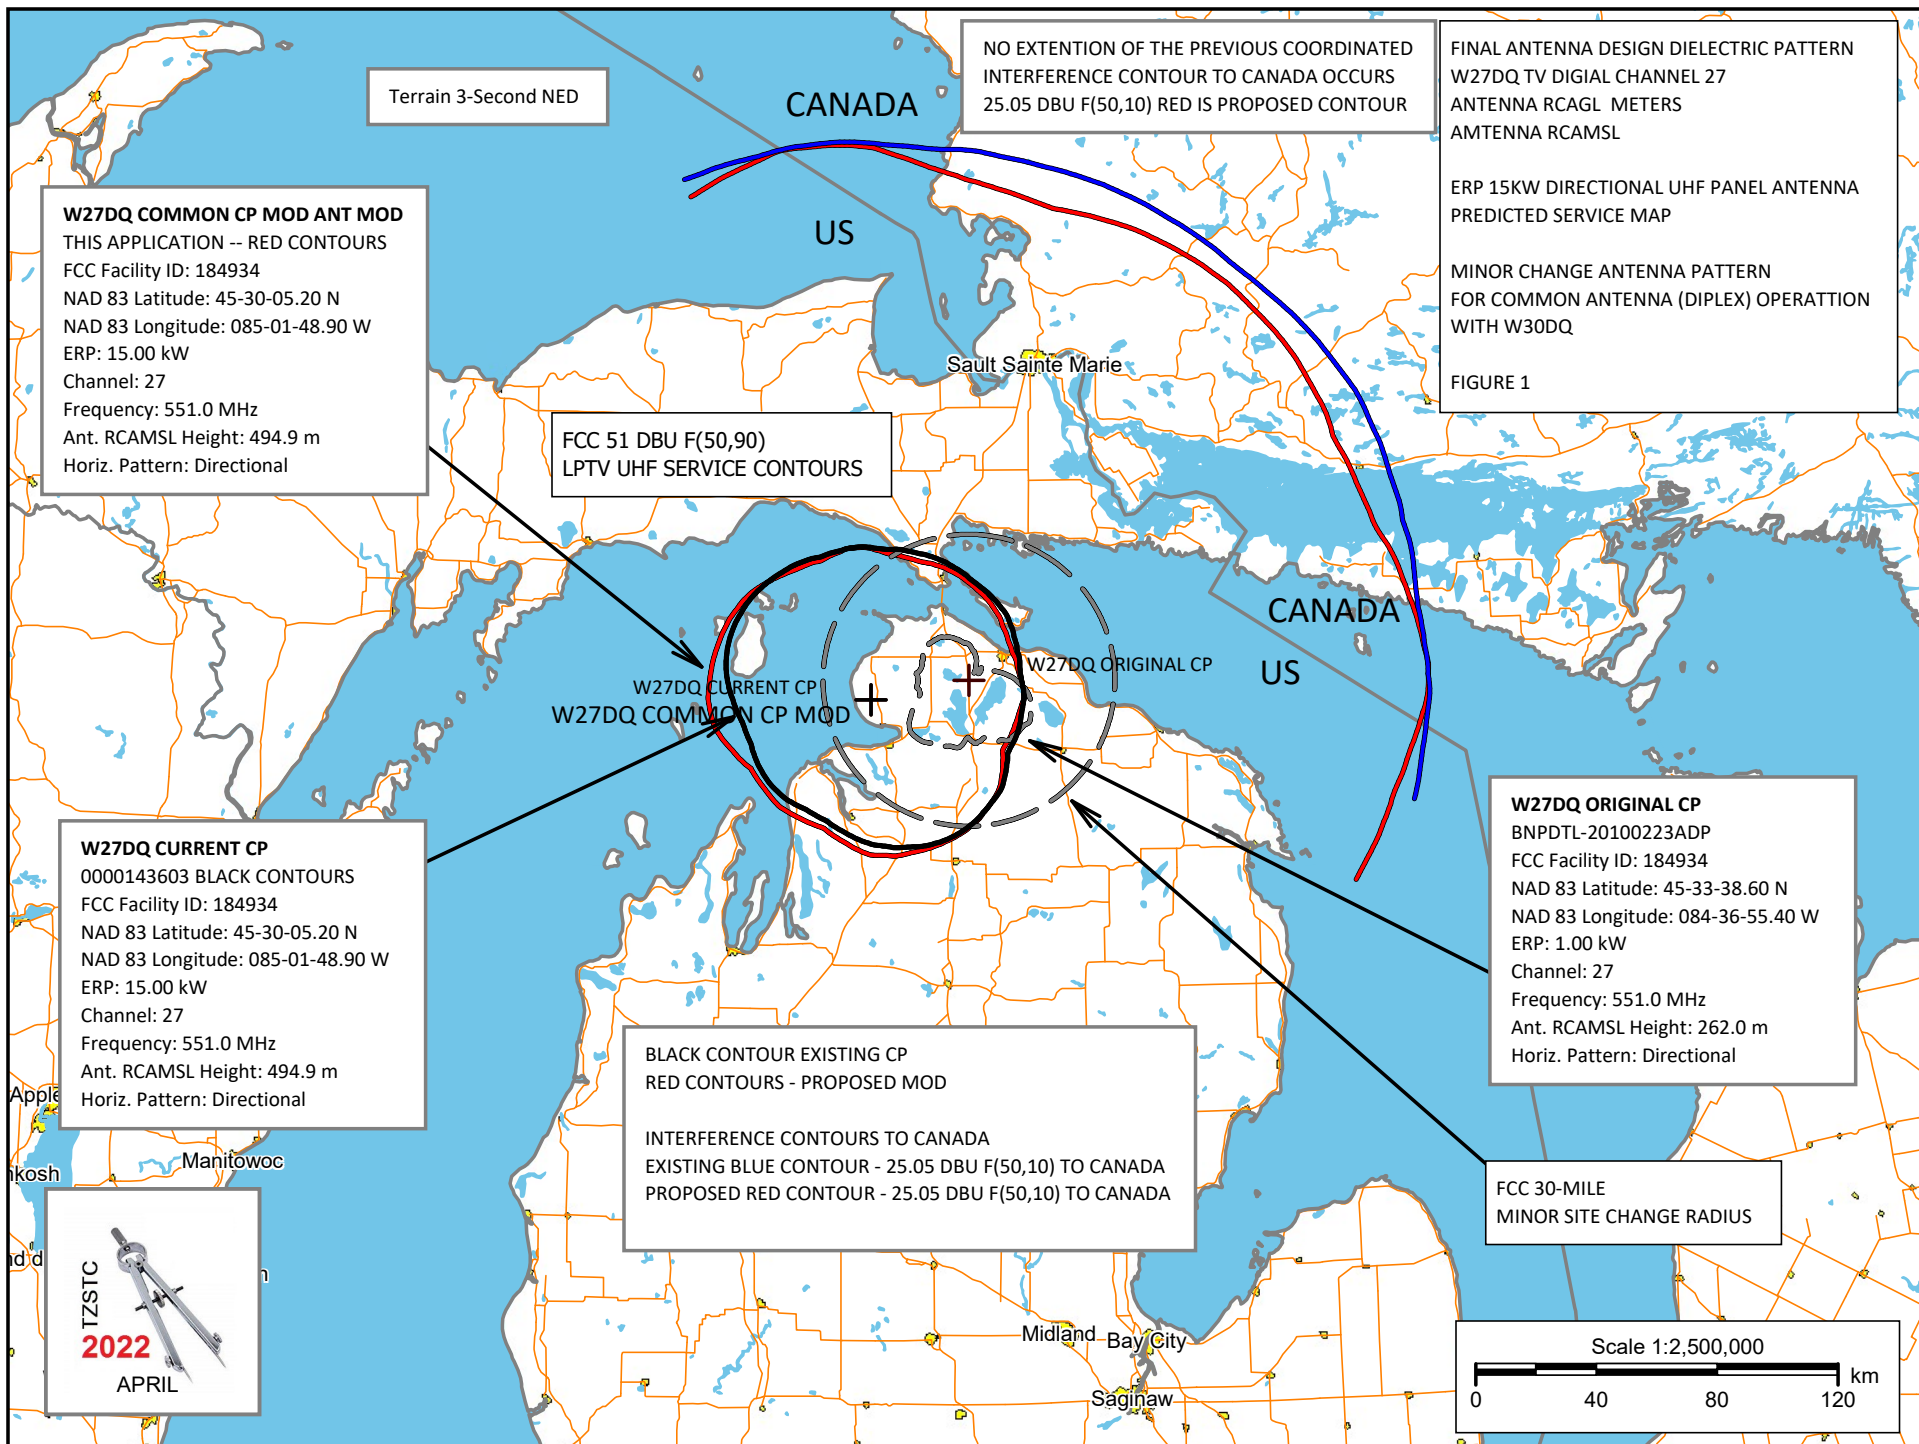 NO EXTENTION OF THE PREVIOUS COORDINATED
INTERFERENCE CONTOUR TO CANADA OCCURS
25.05 DBU F(50,10) RED IS PROPOSED CONTOUR
FINAL ANTENNA DESIGN DIELECTRIC PATTERN
W27DQ TV DIGIAL CHANNEL 27
ANTENNA RCAGL  METERS
AMTENNA RCAMSL
ERP 15KW DIRECTIONAL UHF PANEL ANTENNA
PREDICTED SERVICE MAP
MINOR CHANGE ANTENNA PATTERN
FOR COMMON ANTENNA (DIPLEX) OPERATTION
WITH W30DQ
FIGURE 1
Terrain 3-Second NED
CANADA
US
W27DQ COMMON CP MOD ANT MOD
THIS APPLICATION -- RED CONTOURS
FCC Facility ID: 184934
NAD 83 Latitude: 45-30-05.20 N
NAD 83 Longitude: 085-01-48.90 W
ERP: 15.00 kW
Channel: 27
Frequency: 551.0 MHz
Ant. RCAMSL Height: 494.9 m
Horiz. Pattern: Directional
Sault Sainte Marie
FCC 51 DBU F(50,90)
LPTV UHF SERVICE CONTOURS
CANADA
US
W27DQ ORIGINAL CP
W27DQ CURRENT CP
W27DQ COMMON CP MOD
W27DQ CURRENT CP
0000143603 BLACK CONTOURS
FCC Facility ID: 184934
NAD 83 Latitude: 45-30-05.20 N
NAD 83 Longitude: 085-01-48.90 W
ERP: 15.00 kW
Channel: 27
Frequency: 551.0 MHz
Ant. RCAMSL Height: 494.9 m
Horiz. Pattern: Directional
W27DQ ORIGINAL CP
BNPDTL-20100223ADP
FCC Facility ID: 184934
NAD 83 Latitude: 45-33-38.60 N
NAD 83 Longitude: 084-36-55.40 W
ERP: 1.00 kW
Channel: 27
Frequency: 551.0 MHz
Ant. RCAMSL Height: 262.0 m
Horiz. Pattern: Directional
BLACK CONTOUR EXISTING CP
RED CONTOURS - PROPOSED MOD
INTERFERENCE CONTOURS TO CANADA
EXISTING BLUE CONTOUR - 25.05 DBU F(50,10) TO CANADA
PROPOSED RED CONTOUR - 25.05 DBU F(50,10) TO CANADA
FCC 30-MILE
MINOR SITE CHANGE RADIUS
Apple
Manitowoc
nkosh
nd d
n
TZSTC
2022
APRIL
Midland
Bay City
Saginaw
Scale 1:2,500,000
km
0 40 80 120